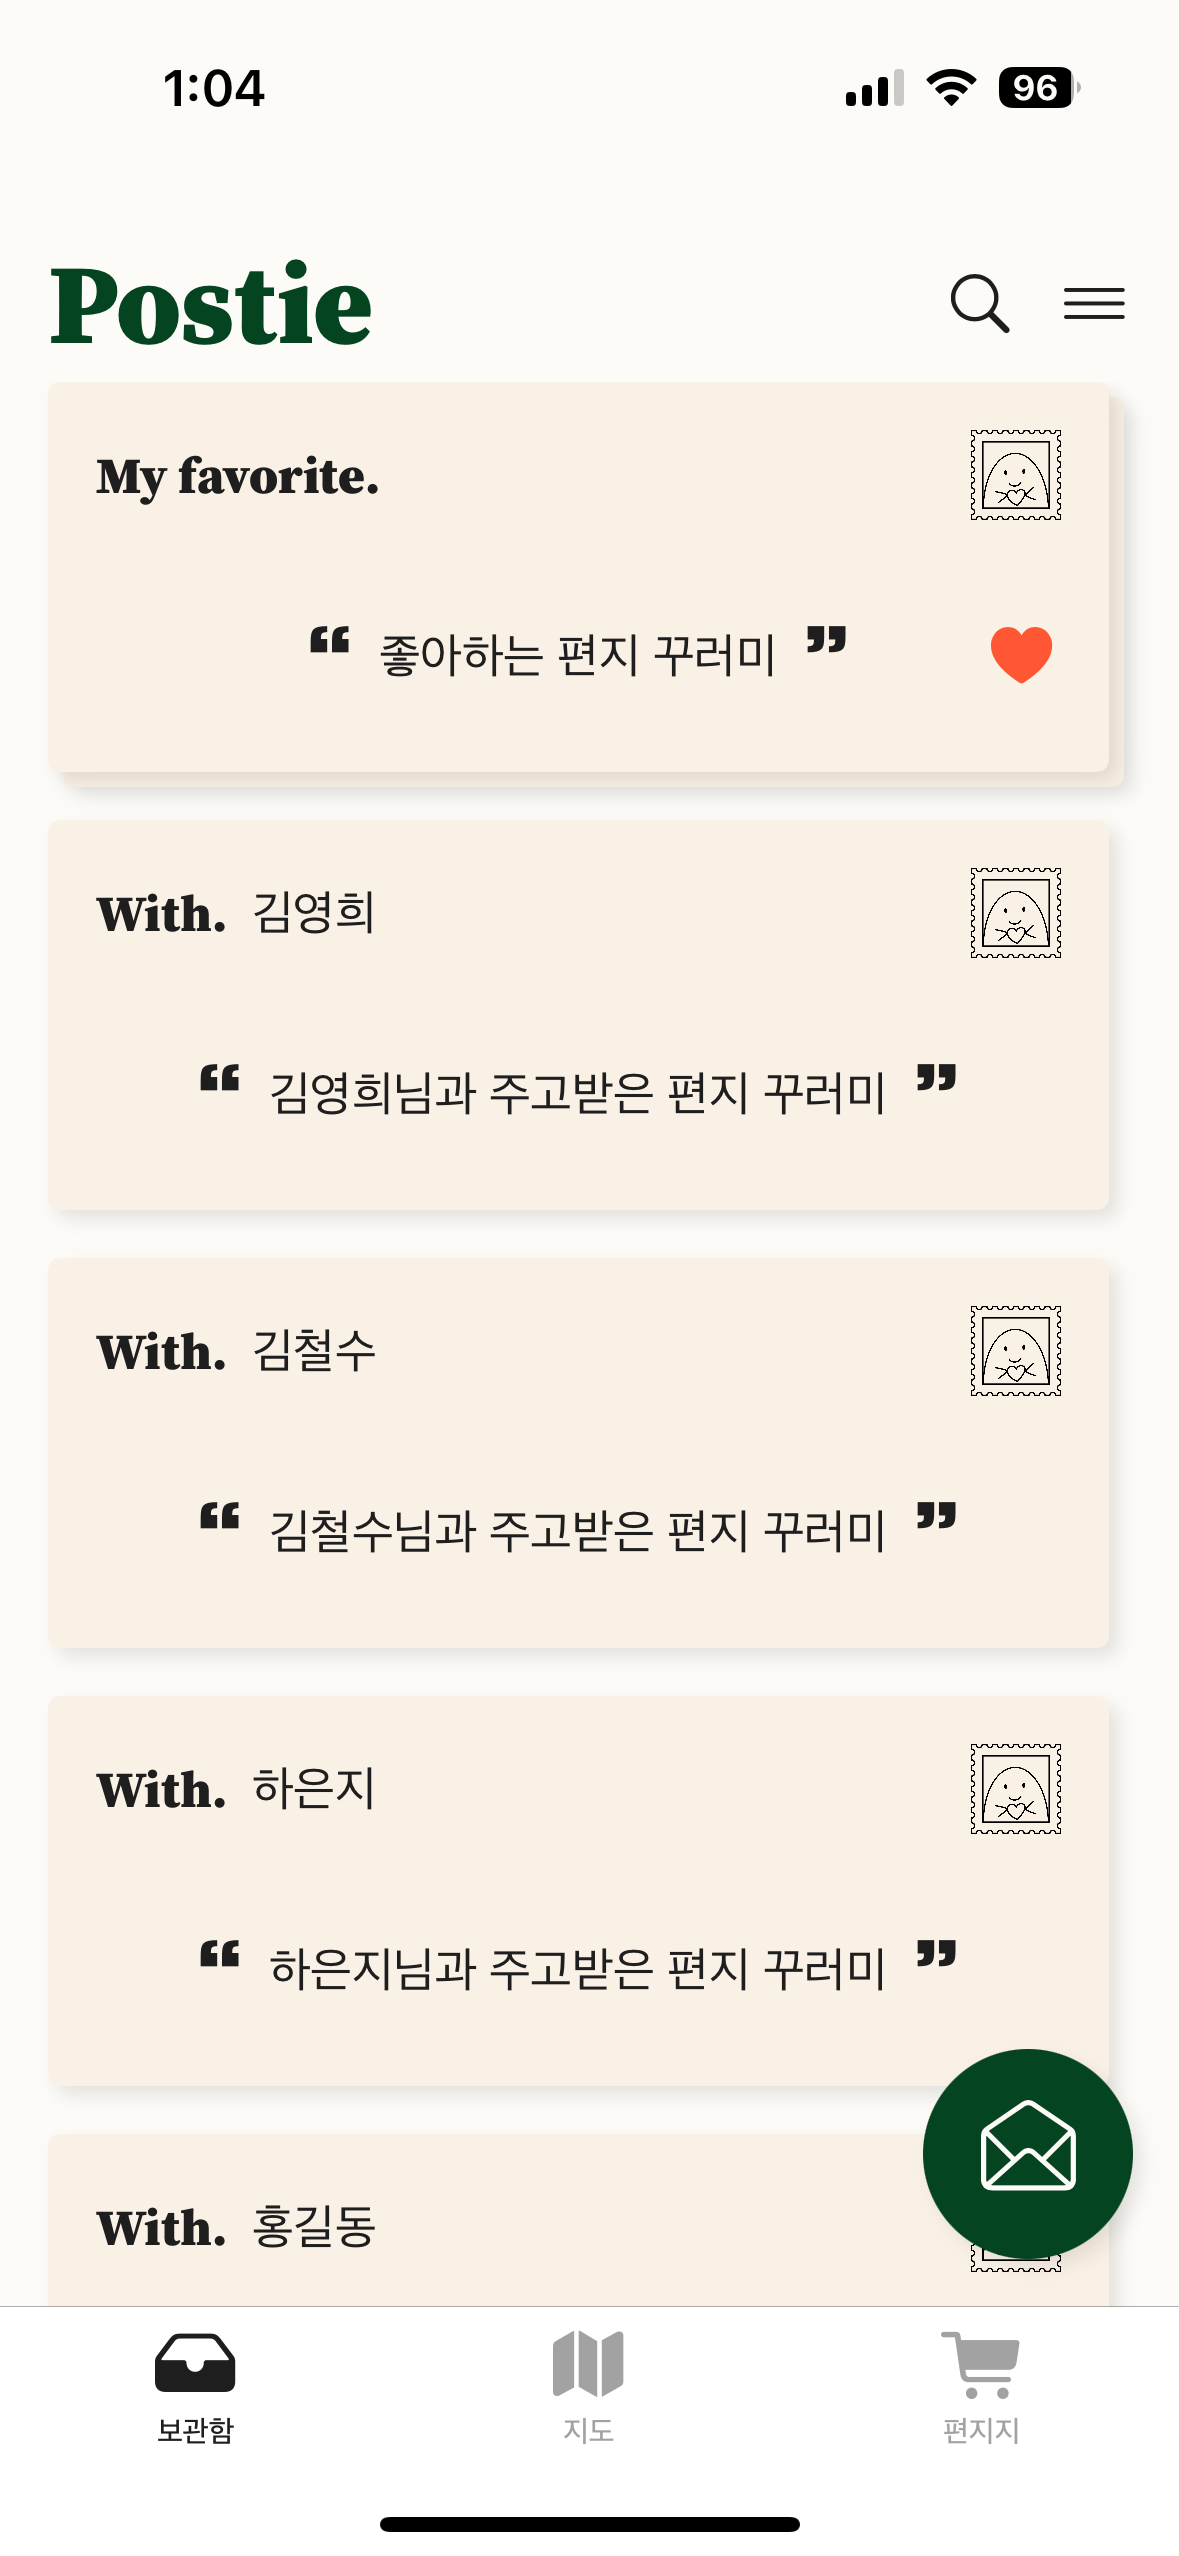 1:04
96
Postie
My favorite.
“ 좋아하는 편지 꾸러미 ”
With. 김영희
“ 김영희님과 주고받은 편지 꾸러미 ”
With. 김철수
“ 김철수님과 주고받은 편지 꾸러미 ”
With. 하은지
“ 하은지님과 주고받은 편지 꾸러미 ”
With. 홍길동
보관함 지도 편지지